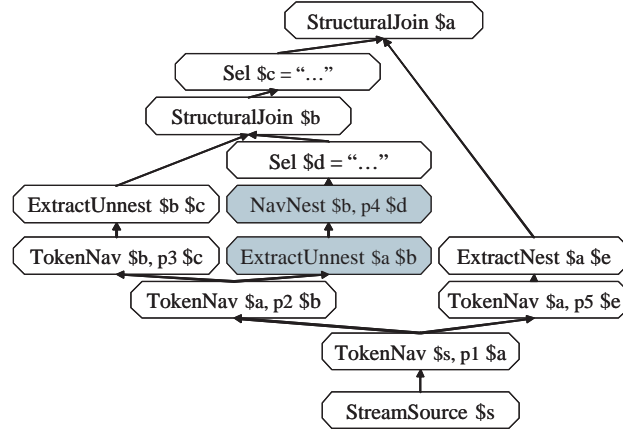 StructuralJoin $a
Sel $c = “…”
StructuralJoin $b
Sel $d = “…”
ExtractUnnest $b $c
NavNest $b, p4 $d
TokenNav $b, p3 $c
ExtractUnnest $a $b
ExtractNest $a $e
TokenNav $a, p2 $b
TokenNav $a, p5 $e
TokenNav $s, p1 $a
StreamSource $s